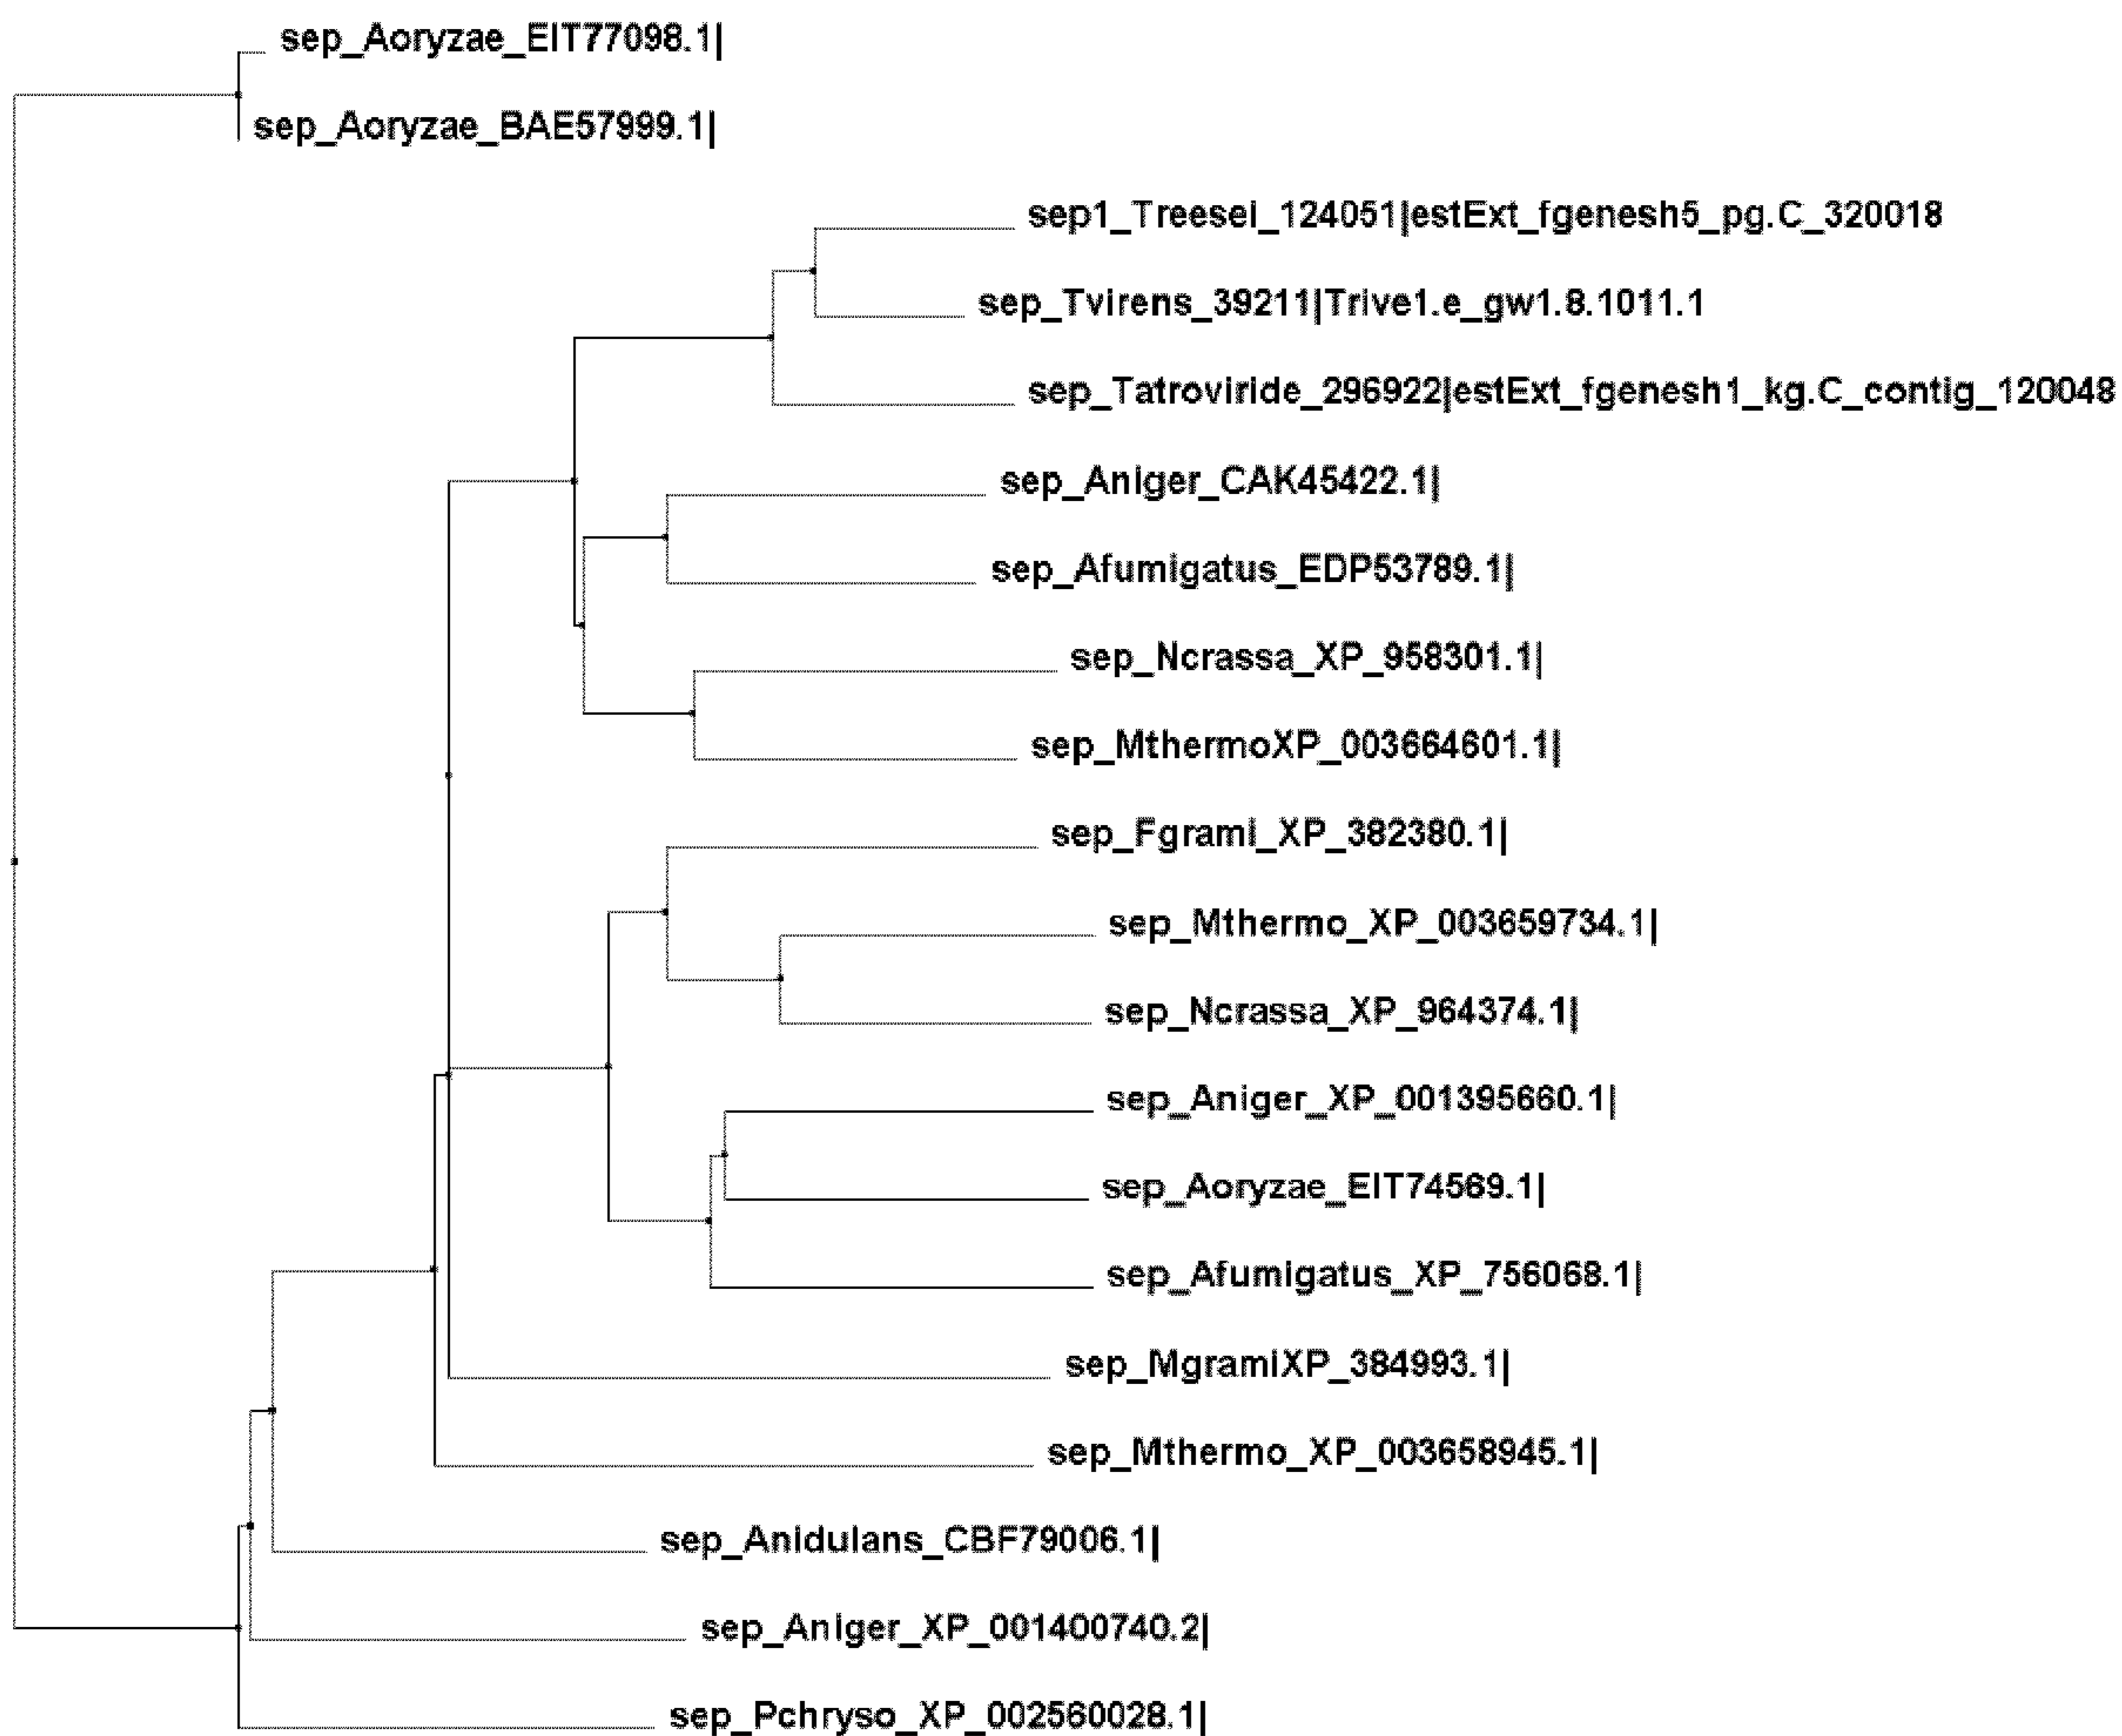 sep_Aoryzae_EIT77098.1|
sep_Aoryzae_BAE57999.1|
sep1_Treesei_124051|estExt_fgenesh5_pg.C_320018
sep_Tvirens_39211|Trive1.e_gw1.8.1011.1
sep_Tatroviride_296922|estExt_fgenesh1_kg.C_contig_120048
sep_Aniger_CAK45422.1|
sep_Afumigatus_EDP53789.1|
sep_Ncrassa_XP_958301.1|
sep_MthermoXP_003664601.1|
sep_Fgrami_XP_382380.1|
sep_Mthermo_XP_003659734.1|
sep_Ncrassa_XP_964374.1|
sep_Aniger_XP_001395660.1|
sep_Aoryzae_EIT74569.1|
sep_Afumigatus_XP_756068.1|
sep_MgramiXP_384993.1|
sep_Mthermo_XP_003658945.1|
sep_Anidulans_CBF79006.1|
sep_Aniger_XP_001400740.2|
sep_Pchryso_XP_002560028.1|